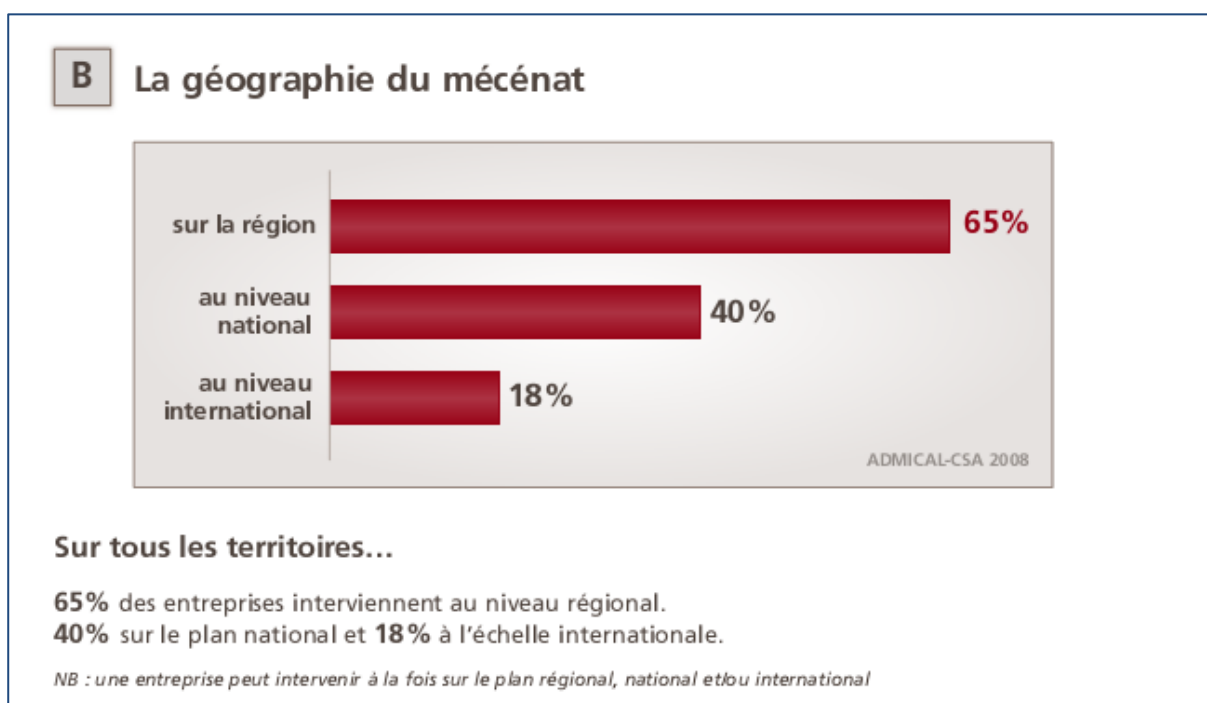 B La géographie du mécénat
sur la région 65%
au niveau
national
40%
au niveau
international
18%
ADMICAL-CSA 2008
Sur tous les territoires…
65% des entreprises interviennent au niveau régional.
40% sur le plan national et 18% à l'échelle internationale.
NB : une entreprise peut intervenir à la fois sur le plan régional, national et/ou international